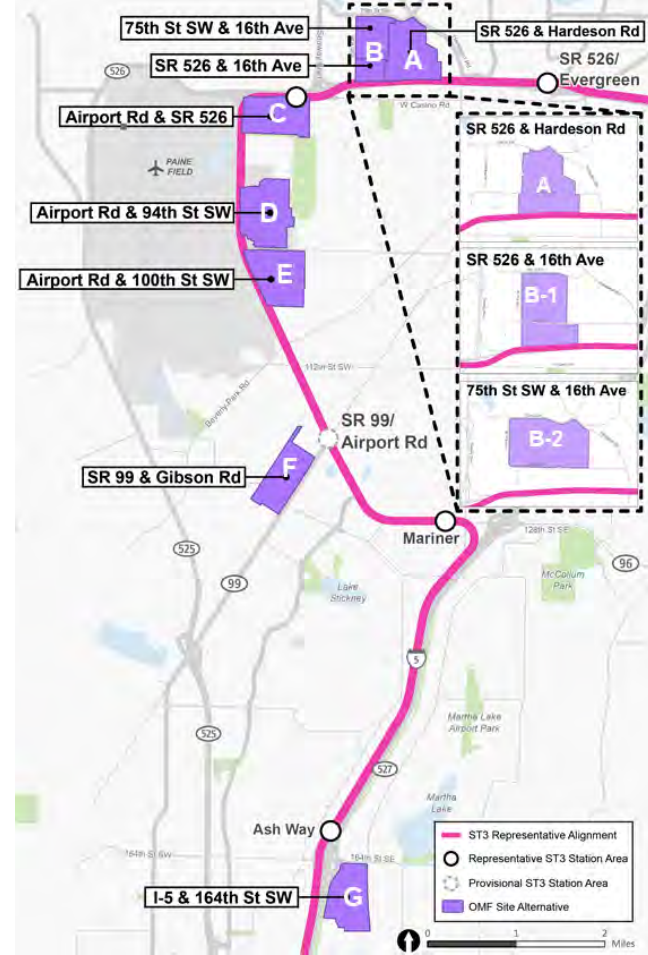 75th St SW & 16th Ave
SR 526 & Hardeson Rd
B
A
SR 526 & 16th Ave
SR 526/
Evergreen
526
W Casino Rd
Airport Rd & SR 526
C
SR 526 & Hardeson Rd
A
PAINE
FIELD
Airport Rd & 94th St SW
D
SR 526 & 16th Ave
B-1
Airport Rd & 100th St SW
E
112th St SW
75th St SW & 16th Ave
B-2
Beverly Park Rd
SR 99/
Airport Rd
SR 99 & Gibson Rd
F
Mariner
128th St SE
525
96
99
McCollum
Park
Lake
Stickney
5
Martha Lake
Airport Park
525
527
Martha
Lake
Ash Way
164th St SW
164th St SE
I-5 & 164th St SW
G
ST3 Representative Alignment
Representative ST3 Station Area
Provisional ST3 Station Area
OMF Site Alternative
0
1
2
Miles